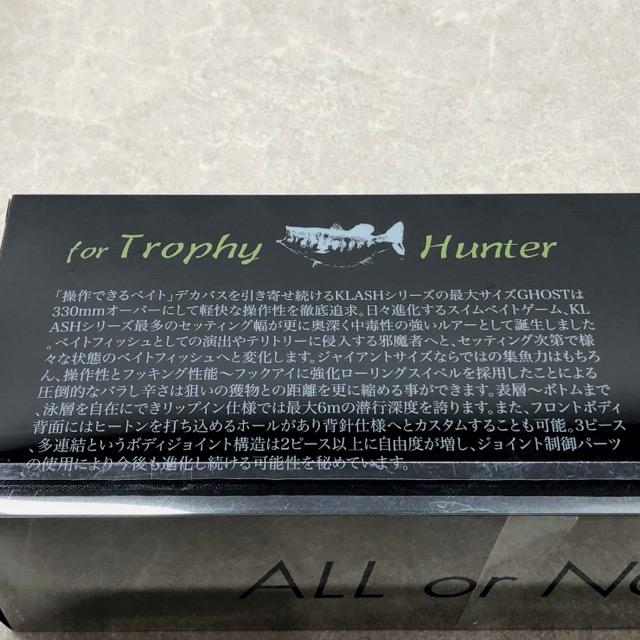 for Trophy Hunter
「操作できるベイト」デカバスを引き寄せ続けるKLASHシリーズの最大サイズGHOSTは
330mmオーバーにして軽快な操作性を徹底追求。日々進化するスイムベイトゲーム、KL
ASHシリーズ最多のセッティング幅が更に奥深く中毒性の強いルアーとして誕生しました
。ベイトフィッシュとしての演出やテリトリーに侵入する邪魔者へと、セッティング次第で様
々な状態のベイトフィッシュへと変化します。ジャイアントサイズならではの集魚力はもちろ
ん、操作性とフッキング性能～フックアイに強化ローリングスイベルを採用したことによる
圧倒的なバラし辛さは狙いの獲物との距離を更に縮める事ができます。表層～ボトムまで
、泳層を自在にできリップイン仕様では最大6mの潜行深度を誇ります。また、フロントボディ
背面にはヒートンを打ち込めるホールがあり背針仕様へとカスタムすることも可能。3ピース
、多連結というボディジョイント構造は2ピース以上に自由度が増し、ジョイント制御パーツ
の使用により今後も進化し続ける可能性を秘めています。
ALL or No